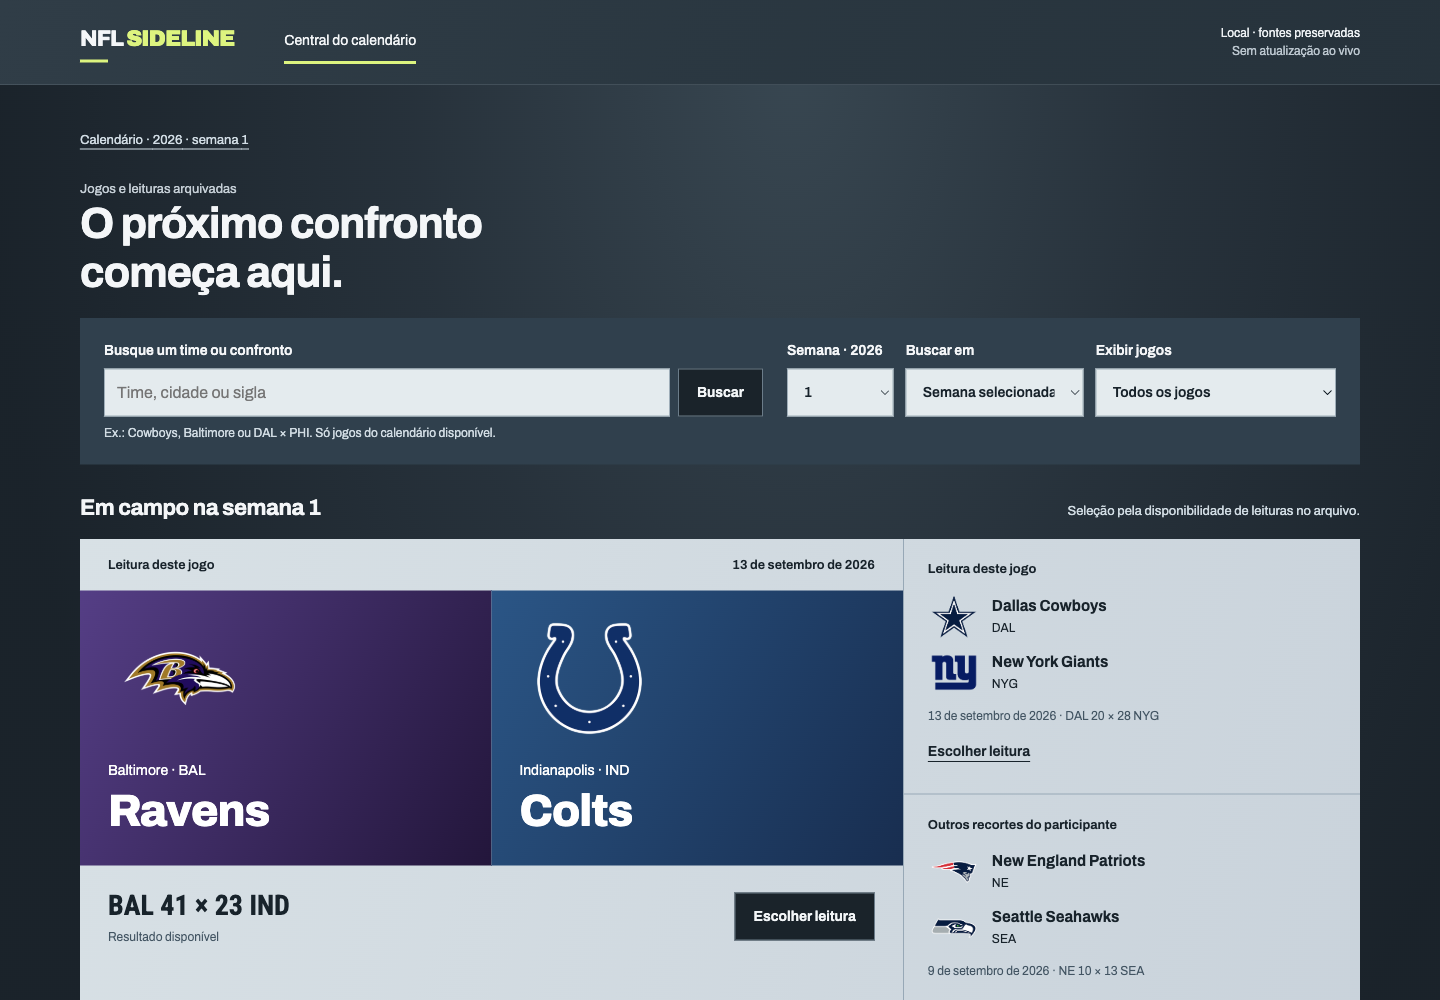 NFL SIDELINE
Central do calendário
Local · fontes preservadas
Sem atualização ao vivo
Calendário · 2026 · semana 1
Jogos e leituras arquivadas
O próximo confronto
começa aqui.
Busque um time ou confronto
Time, cidade ou sigla
Buscar
Ex.: Cowboys, Baltimore ou DAL × PHI. Só jogos do calendário disponível.
Semana · 2026
1
Buscar em
Semana selecionada
Exibir jogos
Todos os jogos
Em campo na semana 1
Seleção pela disponibilidade de leituras no arquivo.
Leitura deste jogo
13 de setembro de 2026
B
Baltimore · BAL
Ravens
Indianapolis · IND
Colts
BAL 41 × 23 IND
Resultado disponível
Escolher leitura
Leitura deste jogo
Dallas Cowboys
DAL
ny
New York Giants
NYG
13 de setembro de 2026 · DAL 20 × 28 NYG
Escolher leitura
Outros recortes do participante
New England Patriots
NE
Seattle Seahawks
SEA
9 de setembro de 2026 · NE 10 × 13 SEA